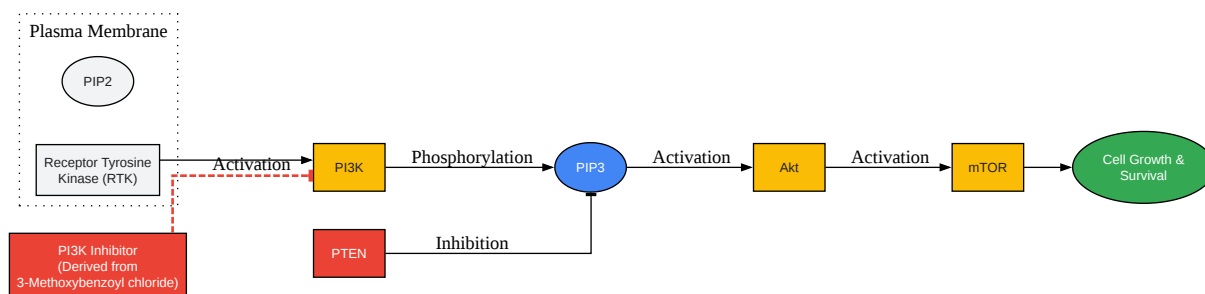 Plasma Membrane
PIP2
Receptor Tyrosine
Kinase (RTK)
Activation
PI3K
Phosphorylation
PIP3
Activation
Akt
Activation
mTOR
Cell Growth &
Survival
PI3K Inhibitor
(Derived from
3-Methoxybenzoyl chloride)
PTEN
Inhibition